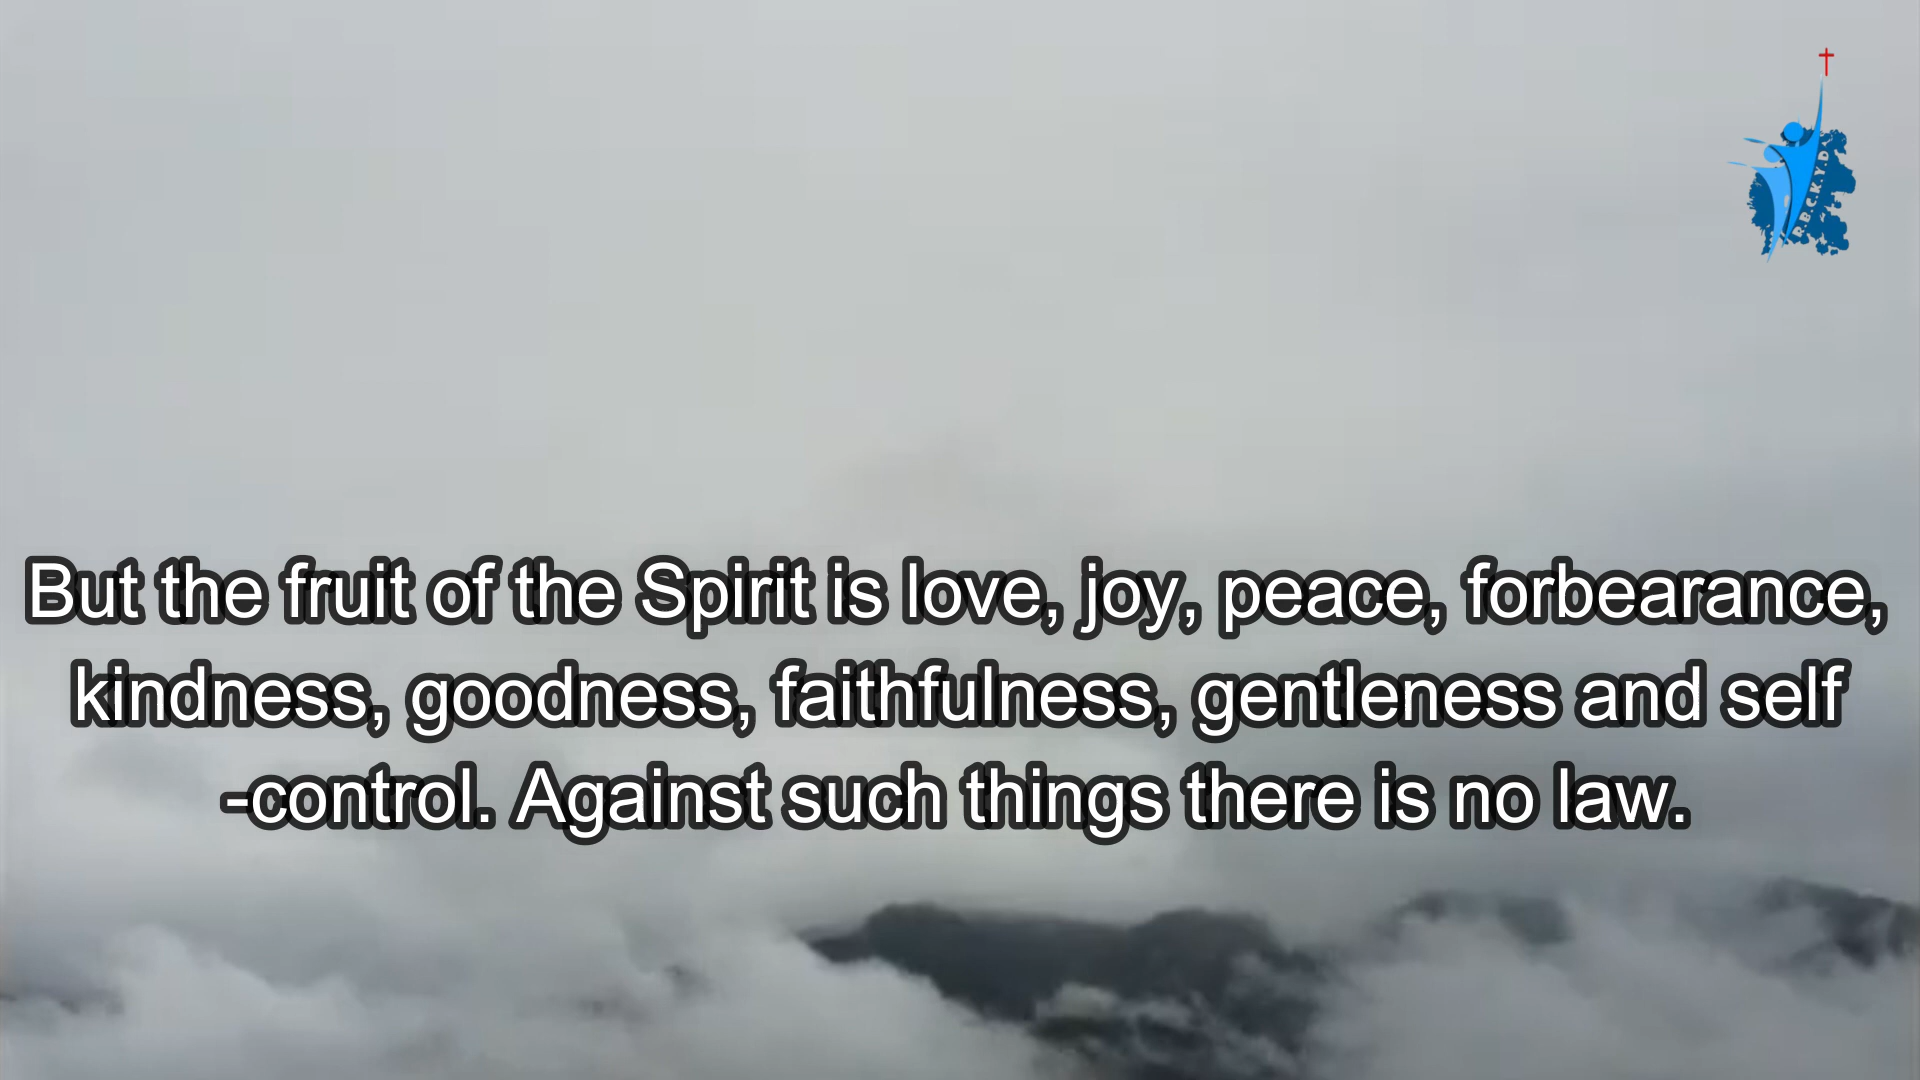 B.C.K.Y.D
But the fruit of the Spirit is love, joy, peace, forbearance,
kindness, goodness, faithfulness, gentleness and self
-control. Against such things there is no law.